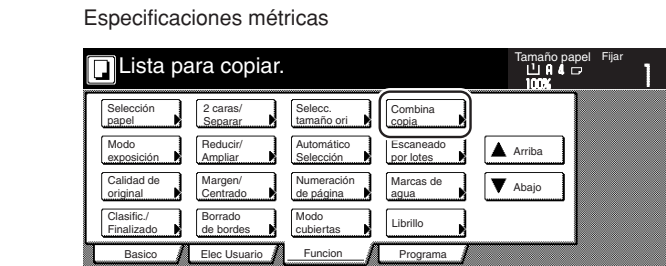 Especificaciones métricas
Lista para copiar.
Tamaño papel Fijar
A4
100%
1
Selección
papel
2 caras/
Separar
Selecc.
tamaño ori
Combina
copia
Modo
exposición
Reducir/
Ampliar
Automático
Selección
Escaneado
por lotes
Arriba
Calidad de
original
Margen/
Centrado
Numeración
de página
Marcas de
agua
Abajo
Clasific./
Finalizado
Borrado
de bordes
Modo
cubiertas
Librillo
Basico
Elec Usuario
Funcion
Programa